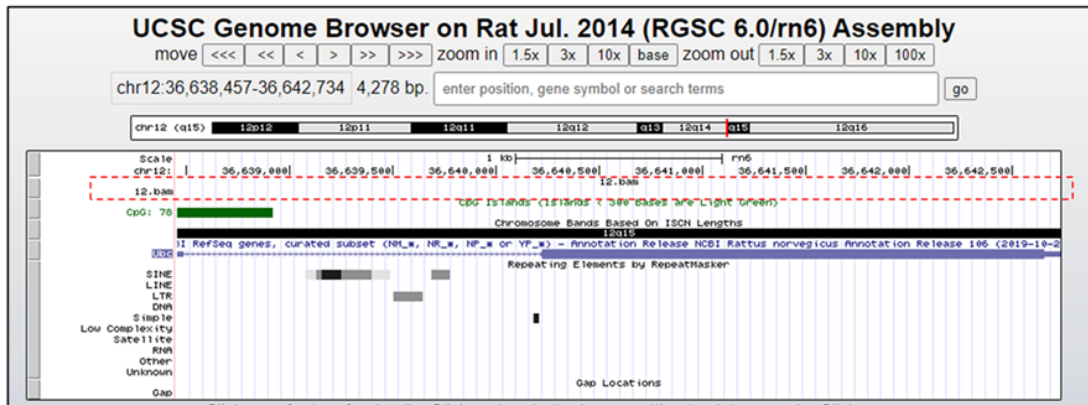 UCSC Genome Browser on Rat Jul. 2014 (RGSC 6.0/rn6) Assembly
move <<< << < > >> >>> zoom in 1.5x 3x 10x base zoom out 1.5x 3x 10x 100x
chr12:36,638,457-36,642,734 4,278 bp. enter position, gene symbol or search terms go
chr12 (q15) 12p12 12p11 12q11 12q12 q13 12q14 q15 12q16
Scale 1 kb rn6
chr12: 36,639,000 36,639,500 36,640,000 36,640,500 36,641,000 36,641,500 36,642,000 36,642,500
12.bam
12.bam
CpG Islands (Islands < 300 Bases are Light Green)
CpG: 78
Chromosome Bands Based On ISCN Lengths
12q15
I RefSeq genes, curated subset (NM_*, NR_*, NP_* or YP_*) - Annotation Release NCBI Rattus norvegicus Annotation Release 106 (2019-10-2
Ubc
Repeating Elements by RepeatMasker
SINE
LINE
LTR
DNA
Simple
Low Complexity
Satellite
RNA
Other
Unknown
Gap Locations
Gap